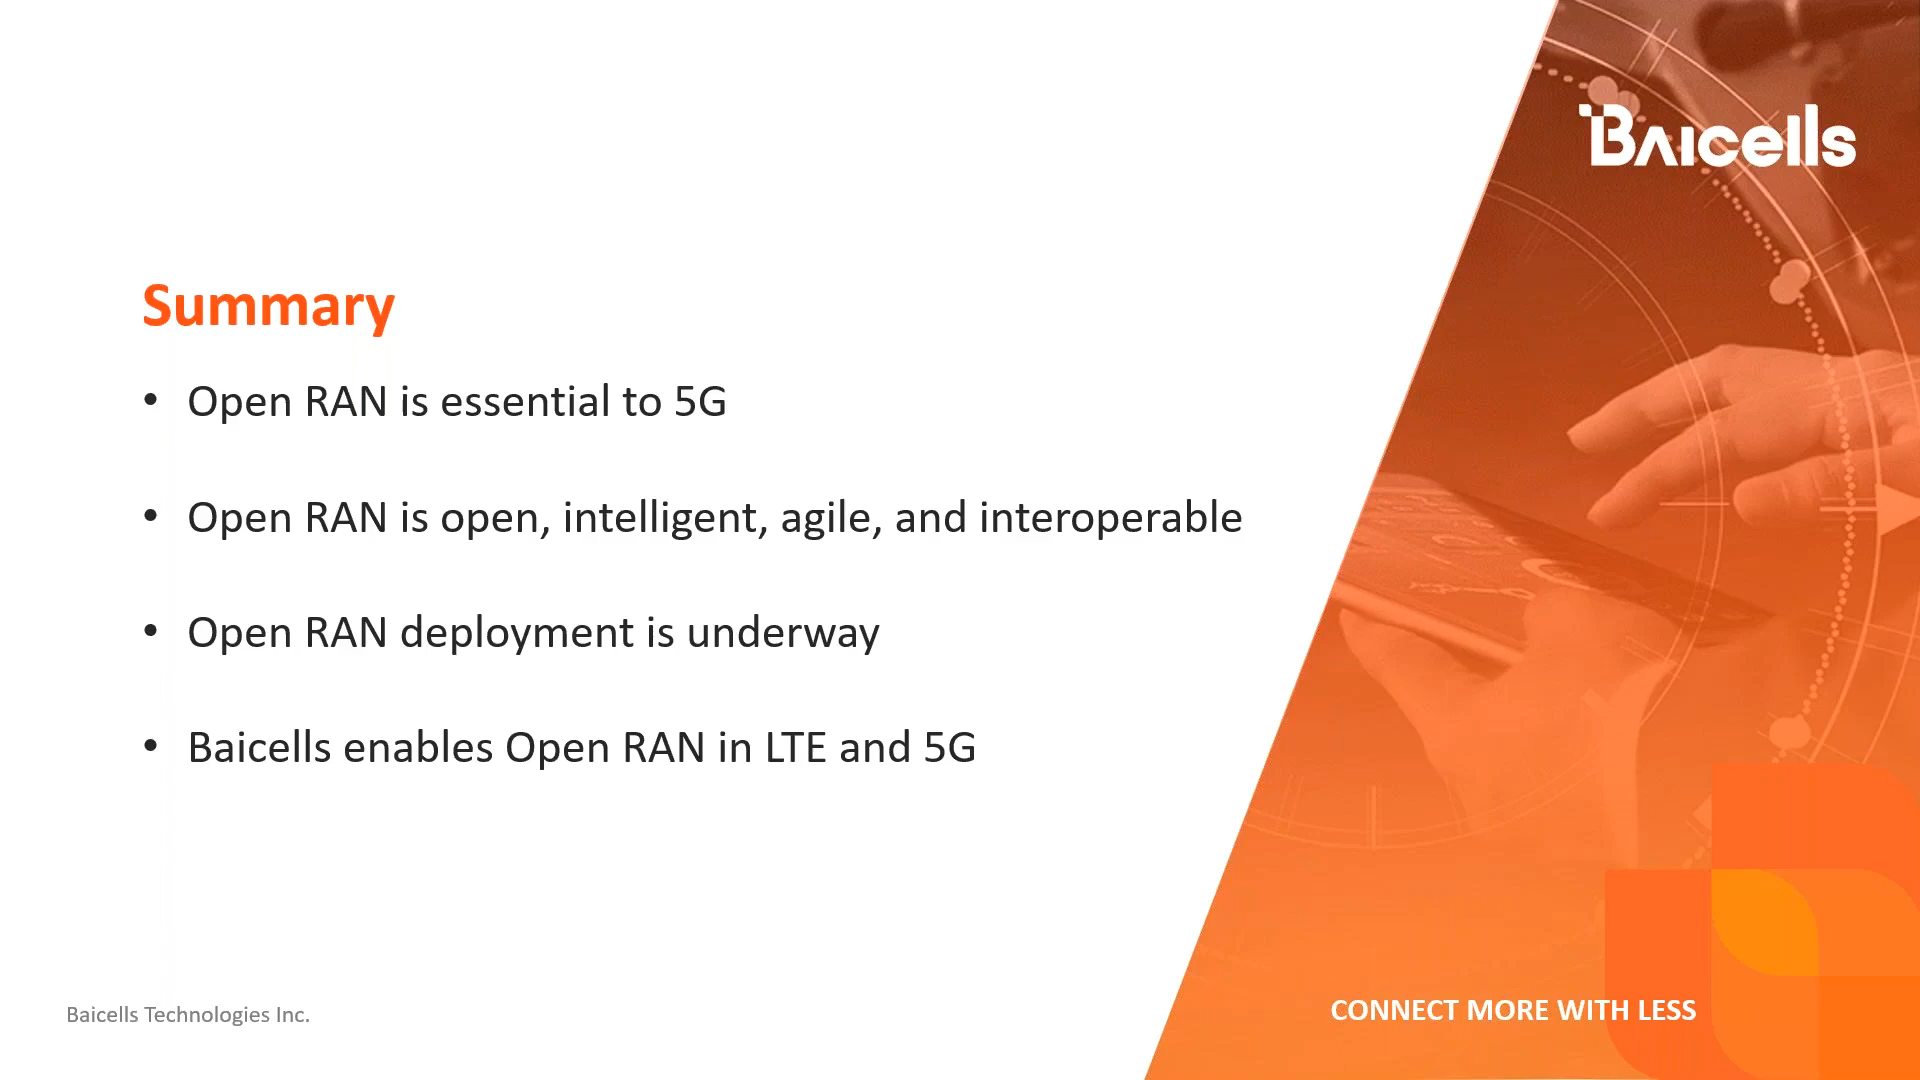 Baicells
Summary
• Open RAN is essential to 5G
• Open RAN is open, intelligent, agile, and interoperable
• Open RAN deployment is underway
• Baicells enables Open RAN in LTE and 5G
Baicells Technologies Inc.
CONNECT MORE WITH LESS